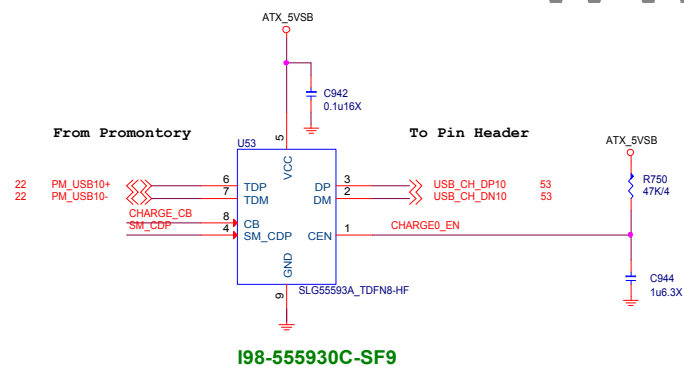 ATX_5VSB
C942
0.1u16X
From Promontory
To Pin Header
ATX_5VSB
U53
5
VCC
R750
47K/4
22 PM_USB10+ 6 TDP DP 3 USB_CH_DP10 53
22 PM_USB10- 7 TDM DM 2 USB_CH_DN10 53
CHARGE_CB 8 CB
SM_CDP 4 SM_CDP CEN 1 CHARGE0_EN
GND
9
SLG55593A_TDFN8-HF
C944
1u6.3X
I98-555930C-SF9